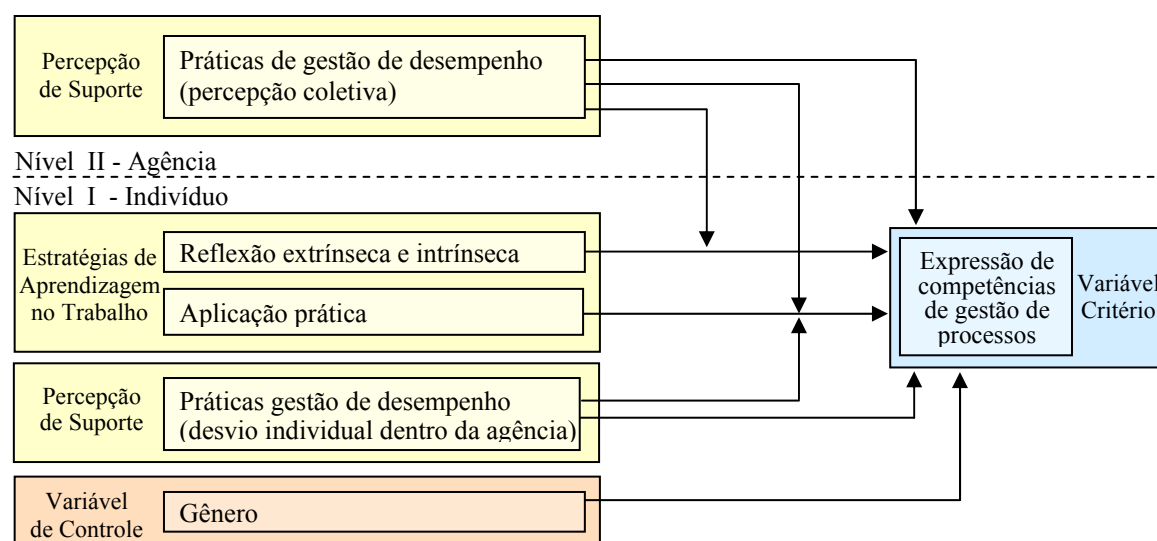 Percepção
de Suporte
Práticas de gestão de desempenho
(percepção coletiva)
Nível II - Agência
Nível I - Indivíduo
Estratégias de
Aprendizagem
no Trabalho
Reflexão extrínseca e intrínseca
Aplicação prática
Expressão de
competências
de gestão de
processos
Variável
Critério
Percepção
de Suporte
Práticas gestão de desempenho
(desvio individual dentro da agência)
Variável
de Controle
Gênero